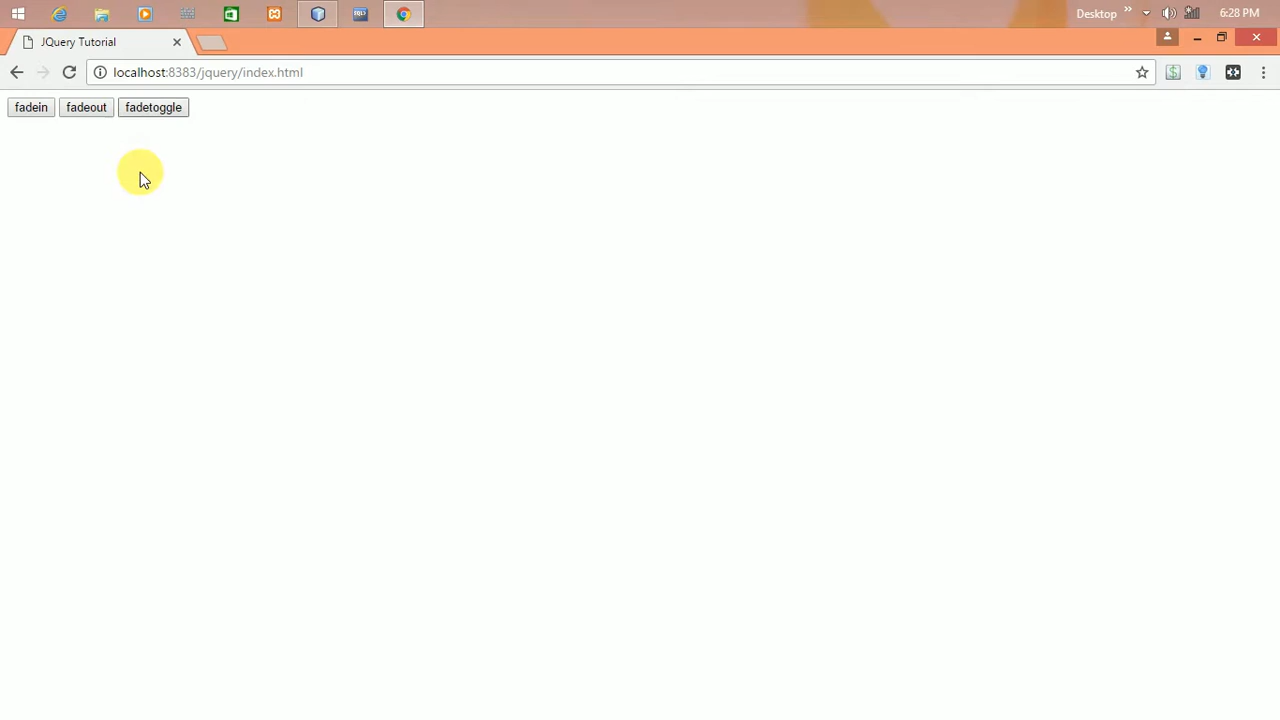 Desktop » 6:28 PM
JQuery Tutorial
localhost:8383/jquery/index.html
fadein fadeout fadetoggle